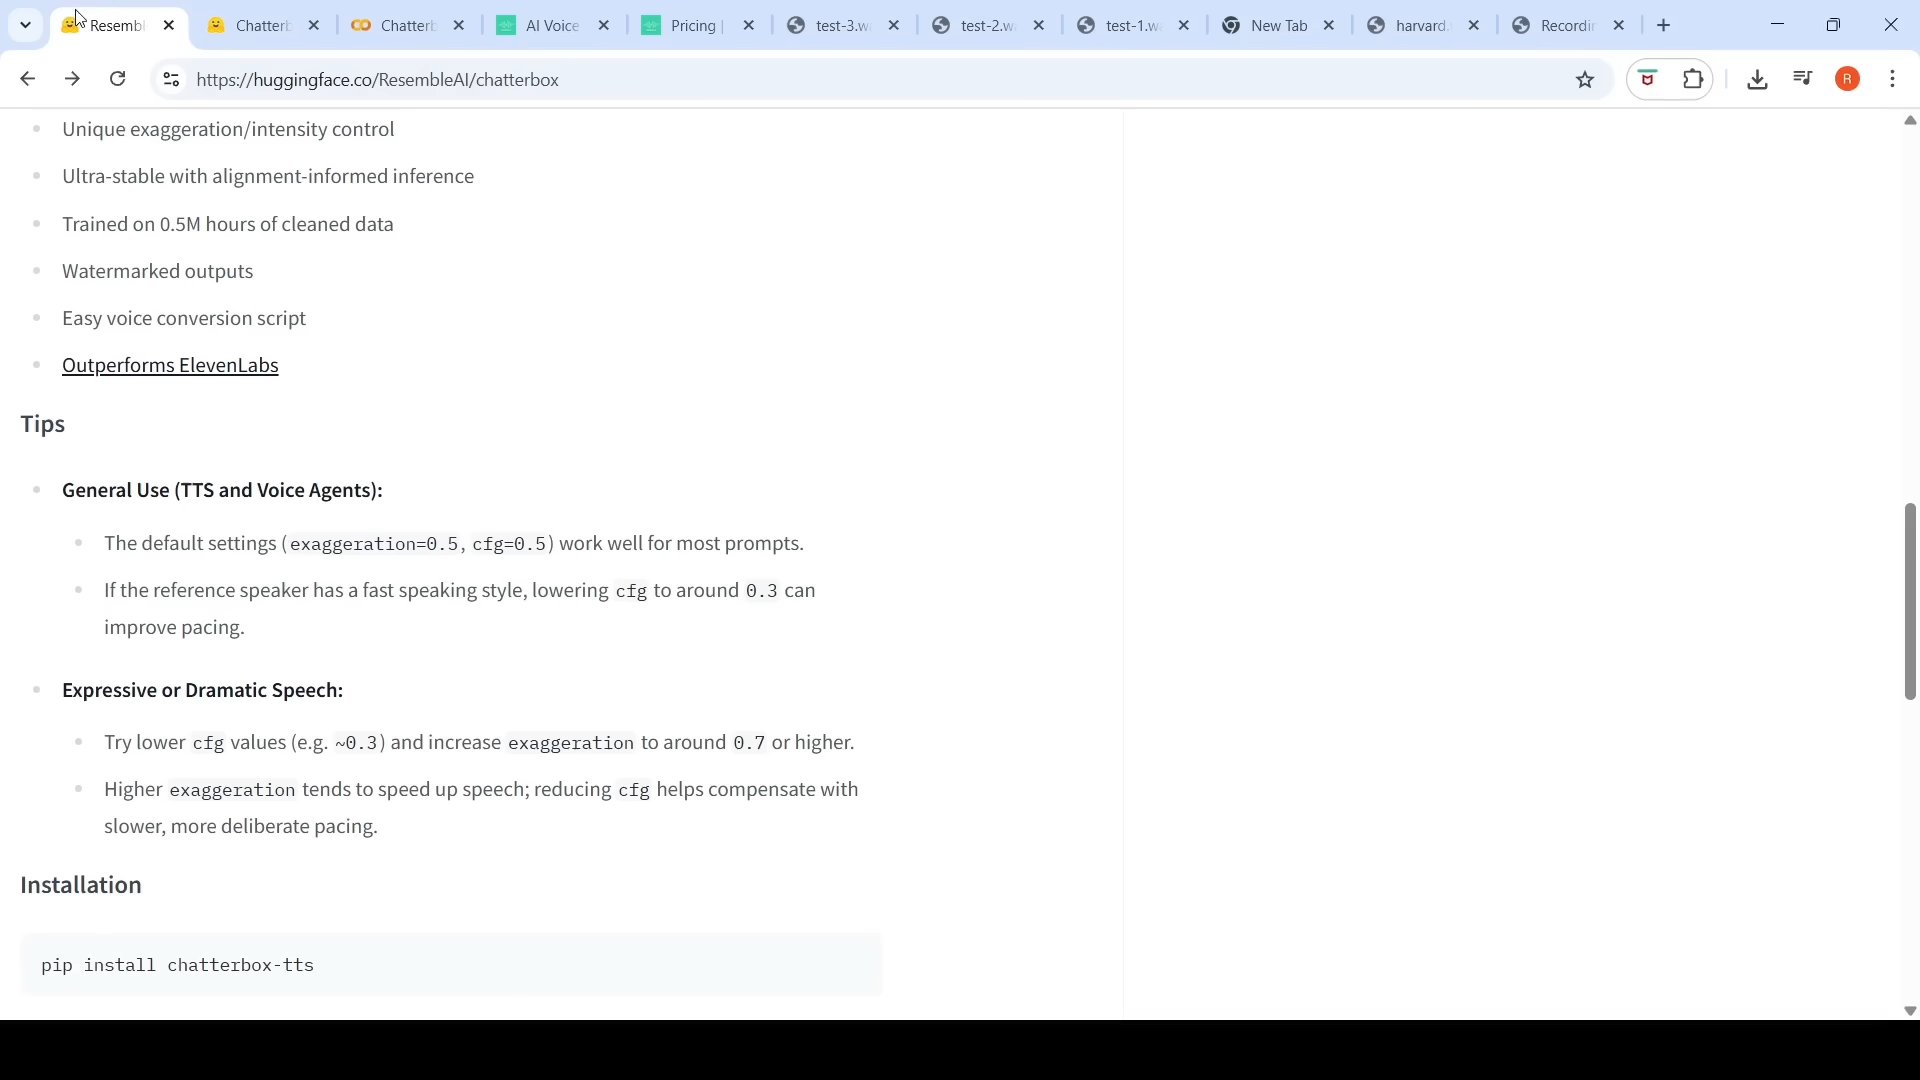 Resembl
Chatterb
Chatterb
AI Voice
Pricing |
test-3.wa
test-2.wa
test-1.wa
New Tab
harvard.
Recordin
https://huggingface.co/ResembleAI/chatterbox
R
Unique exaggeration/intensity control
Ultra-stable with alignment-informed inference
Trained on 0.5M hours of cleaned data
Watermarked outputs
Easy voice conversion script
Outperforms ElevenLabs
Tips
General Use (TTS and Voice Agents):
The default settings (exaggeration=0.5, cfg=0.5) work well for most prompts.
If the reference speaker has a fast speaking style, lowering cfg to around 0.3 can
improve pacing.
Expressive or Dramatic Speech:
Try lower cfg values (e.g. ~0.3) and increase exaggeration to around 0.7 or higher.
Higher exaggeration tends to speed up speech; reducing cfg helps compensate with
slower, more deliberate pacing.
Installation
pip install chatterbox-tts